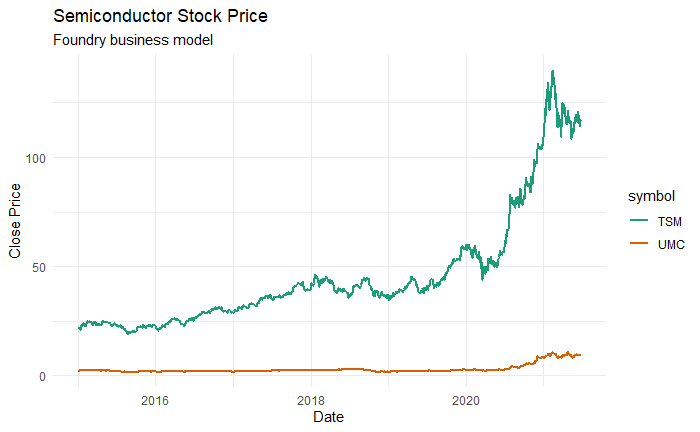 Semiconductor Stock Price
Foundry business model
100
50
0
Close Price
2016
2018
2020
Date
symbol
TSM
UMC